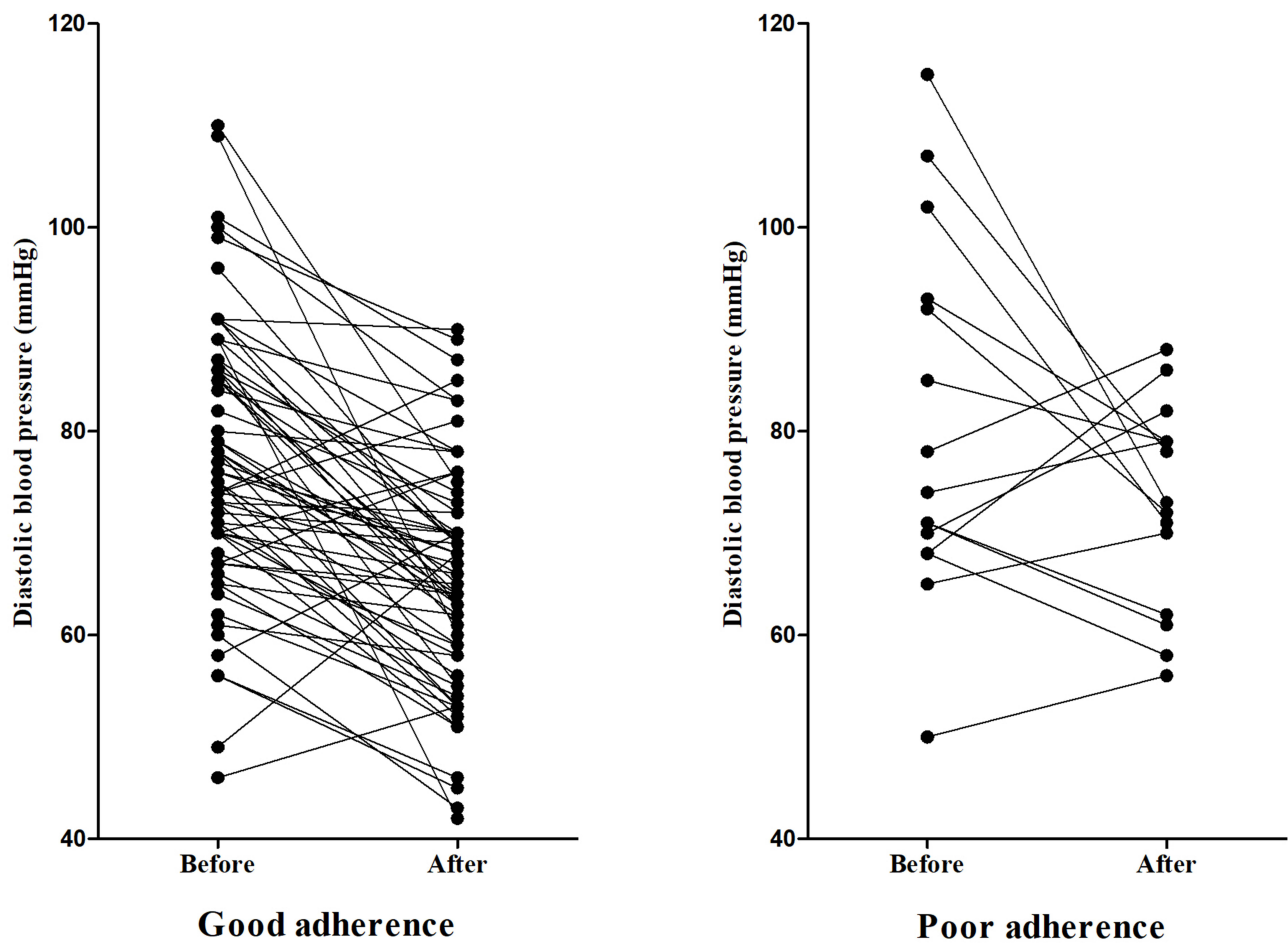 120
100
80
60
40
Diastolic blood pressure (mmHg)
Before After
Good adherence
120
100
80
60
40
Diastolic blood pressure (mmHg)
Before After
Poor adherence